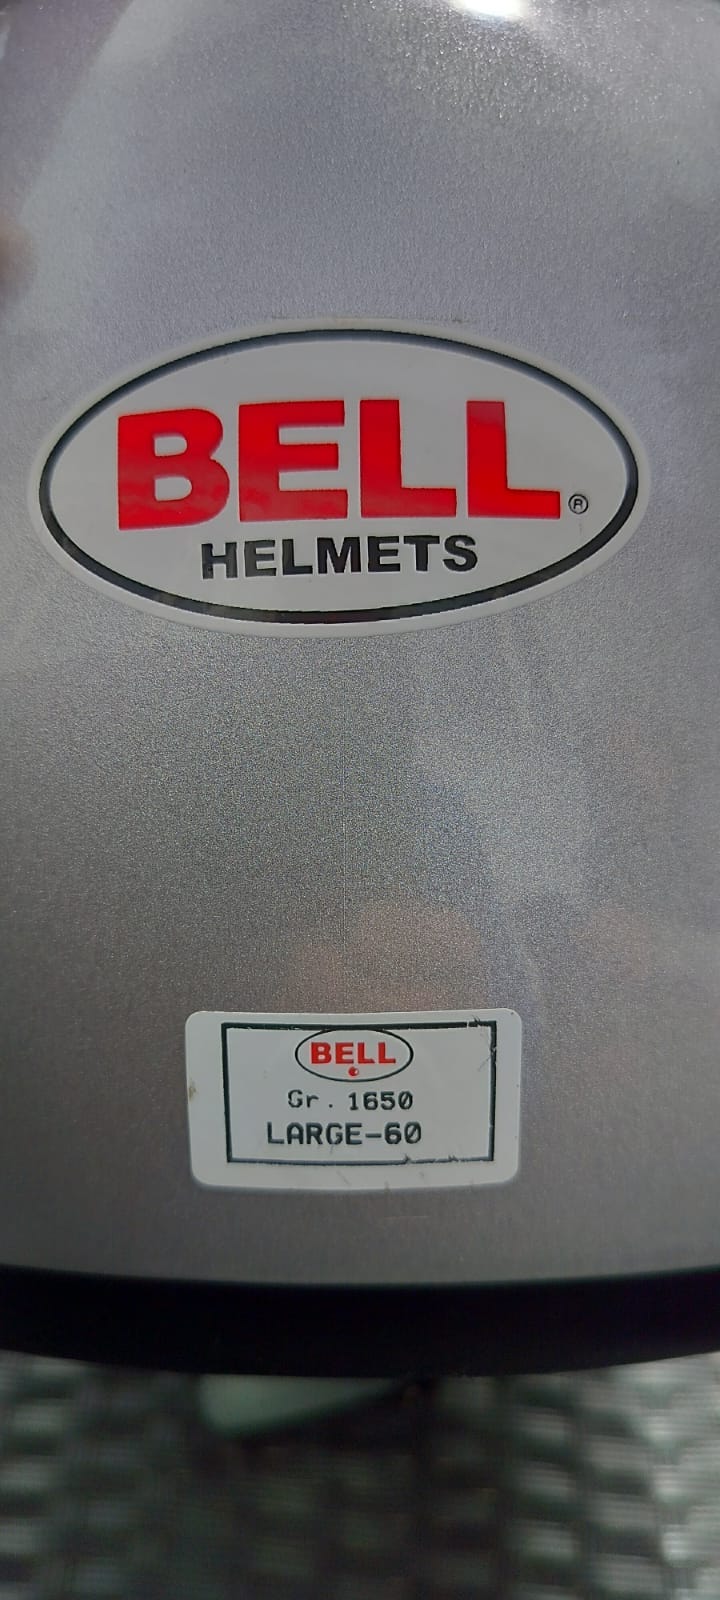 BELL®
HELMETS
BELL
Gr. 1650
LARGE-60